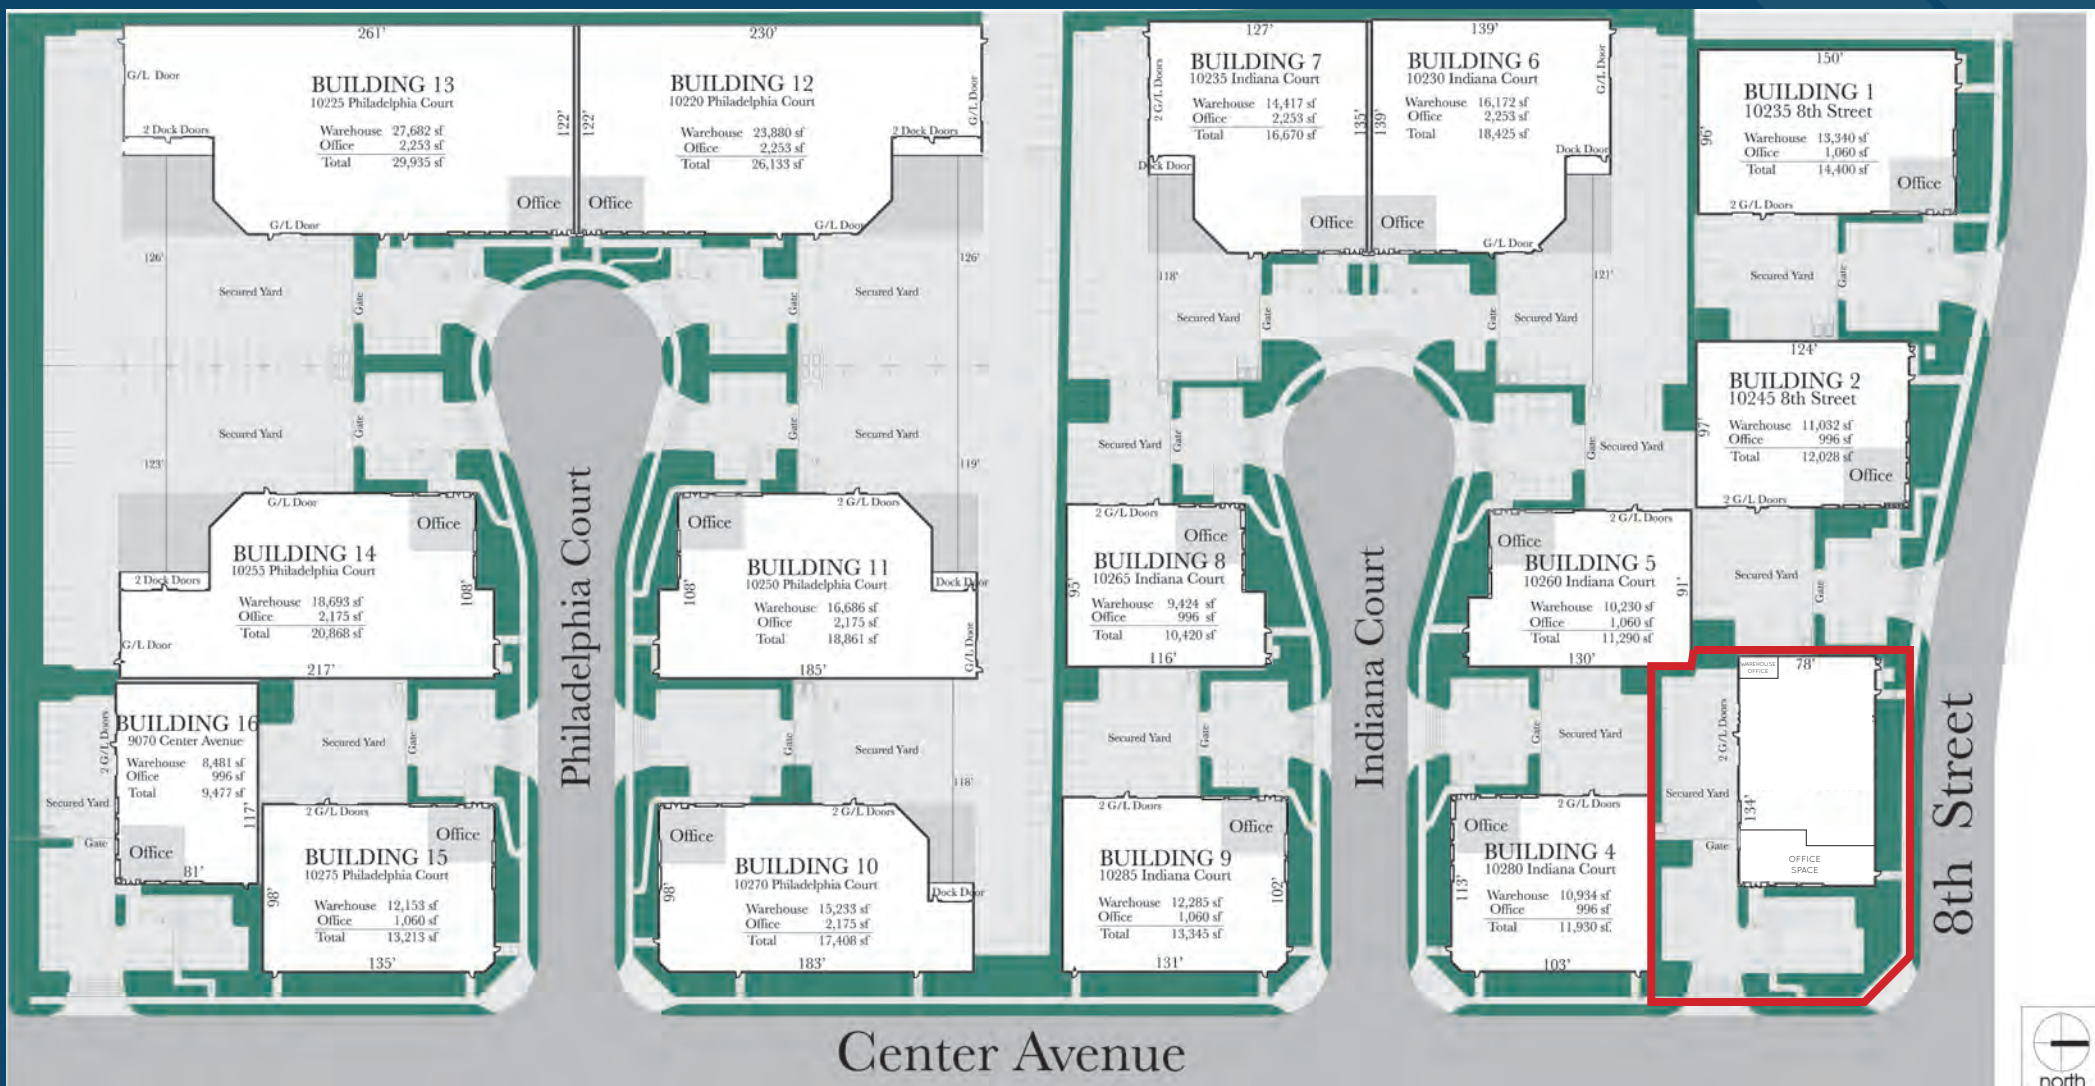 261'
G/L Door
BUILDING 13
10225 Philadelphia Court
Warehouse 27,682 sf
Office 2,253 sf
Total 29,935 sf
122'
2 Dock Doors
Office
G/L Door
230'
BUILDING 12
10220 Philadelphia Court
Warehouse 23,880 sf
Office 2,253 sf
Total 26,133 sf
122'
G/L Door
2 Dock Doors
Office
G/L Door
127'
2 G/L Doors
BUILDING 7
10235 Indiana Court
Warehouse 14,417 sf
Office 2,253 sf
Total 16,670 sf
135'
Dock Door
Office
139'
BUILDING 6
10230 Indiana Court
Warehouse 16,172 sf
Office 2,253 sf
Total 18,425 sf
139'
G/L Door
Dock Door
Office
G/L Door
150'
BUILDING 1
10235 8th Street
96'
Warehouse 13,340 sf
Office 1,060 sf
Total 14,400 sf
Office
2 G/L Doors
126'
Secured Yard
Gate
Gate
Secured Yard
126'
118'
Secured Yard
Gate
Gate
Secured Yard
121'
Secured Yard
Gate
124'
BUILDING 2
10245 8th Street
97'
Warehouse 11,032 sf
Office 996 sf
Total 12,028 sf
Office
2 G/L Doors
123'
Secured Yard
Gate
Gate
Secured Yard
119'
Secured Yard
Gate
Gate
Secured Yard
G/L Door
Office
BUILDING 14
10255 Philadelphia Court
2 Dock Doors
Warehouse 18,693 sf
Office 2,175 sf
Total 20,868 sf
108'
G/L Door
217'
Philadelphia Court
Office
2 G/L Doors
BUILDING 11
10250 Philadelphia Court
108'
Warehouse 16,686 sf
Office 2,175 sf
Total 18,861 sf
Dock Door
G/L Door
185'
2 G/L Doors
Office
BUILDING 8
10265 Indiana Court
95'
Warehouse 9,424 sf
Office 996 sf
Total 10,420 sf
116'
Indiana Court
2 G/L Doors
Office
BUILDING 5
10260 Indiana Court
91'
Warehouse 10,230 sf
Office 1,060 sf
Total 11,290 sf
130'
Secured Yard
Gate
2 G/L Doors
BUILDING 16
9070 Center Avenue
Warehouse 8,481 sf
Office 996 sf
Total 9,477 sf
117'
Secured Yard
Gate
Office
81'
Secured Yard
Gate
2 G/L Doors
Office
BUILDING 15
10275 Philadelphia Court
98'
Warehouse 12,153 sf
Office 1,060 sf
Total 13,213 sf
135'
Gate
Secured Yard
118'
Office
2 G/L Doors
BUILDING 10
10270 Philadelphia Court
98'
Dock Door
Warehouse 15,233 sf
Office 2,175 sf
Total 17,408 sf
183'
Secured Yard
Gate
2 G/L Doors
Office
BUILDING 9
10285 Indiana Court
102'
Warehouse 12,285 sf
Office 1,060 sf
Total 13,345 sf
131'
Gate
Secured Yard
2 G/L Doors
Office
BUILDING 4
10280 Indiana Court
113'
Warehouse 10,934 sf
Office 996 sf
Total 11,930 sf.
103'
WAREHOUSE
OFFICE
78'
2 G/L Doors
Secured Yard
134'
Gate
OFFICE
SPACE
8th Street
Center Avenue
north